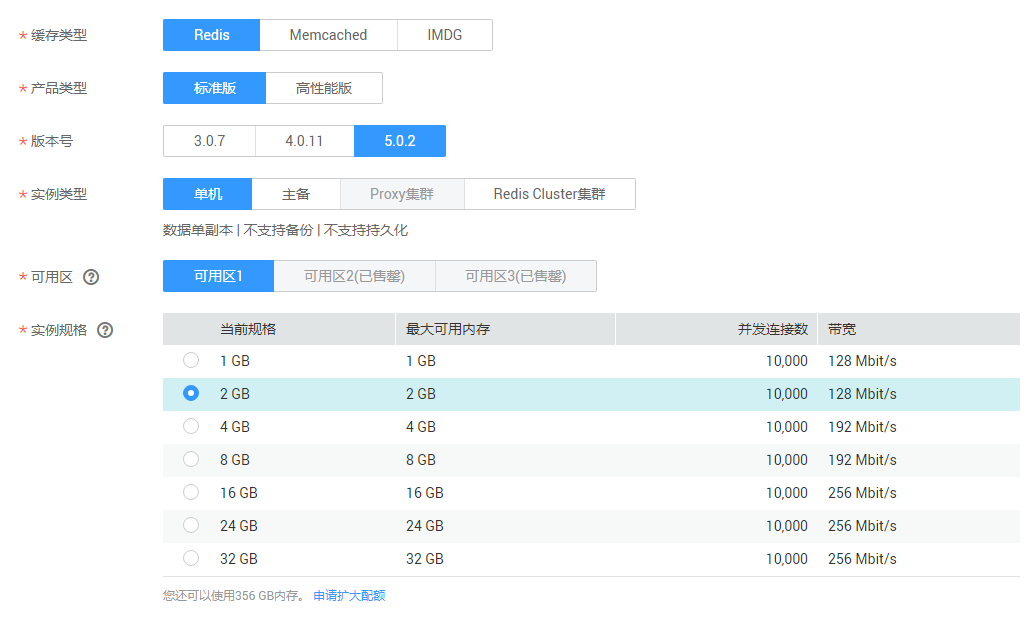 * 缓存类型 Redis Memcached IMDG
* 产品类型 标准版 高性能版
* 版本号 3.0.7 4.0.11 5.0.2
* 实例类型 单机 主备 Proxy集群 Redis Cluster集群
数据单副本 | 不支持备份 | 不支持持久化
* 可用区 ? 可用区1 可用区2(已售罄) 可用区3(已售罄)
* 实例规格 ? 当前规格 最大可用内存 并发连接数 带宽
1 GB 1 GB 10,000 128 Mbit/s
2 GB 2 GB 10,000 128 Mbit/s
4 GB 4 GB 10,000 192 Mbit/s
8 GB 8 GB 10,000 192 Mbit/s
16 GB 16 GB 10,000 256 Mbit/s
24 GB 24 GB 10,000 256 Mbit/s
32 GB 32 GB 10,000 256 Mbit/s
您还可以使用356 GB内存。 申请扩大配额